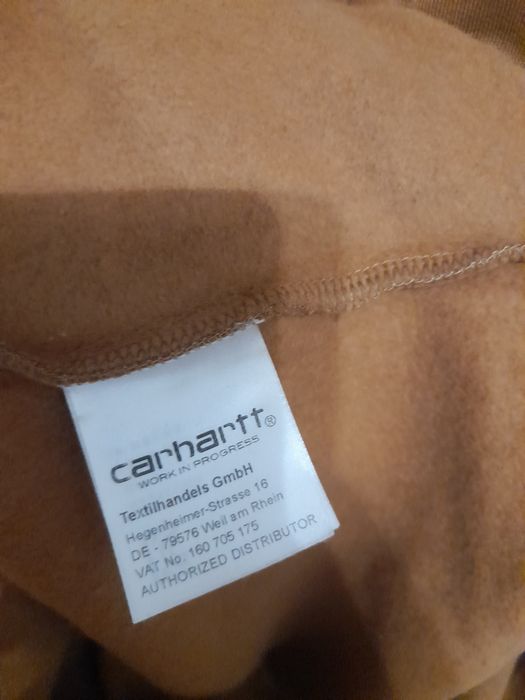 carhartt®
WORK IN PROGRESS
Textilhandels GmbH
Hegenheimer-Strasse 16
DE - 79576 Weil am Rhein
VAT No. 160 705 175
AUTHORIZED DISTRIBUTOR